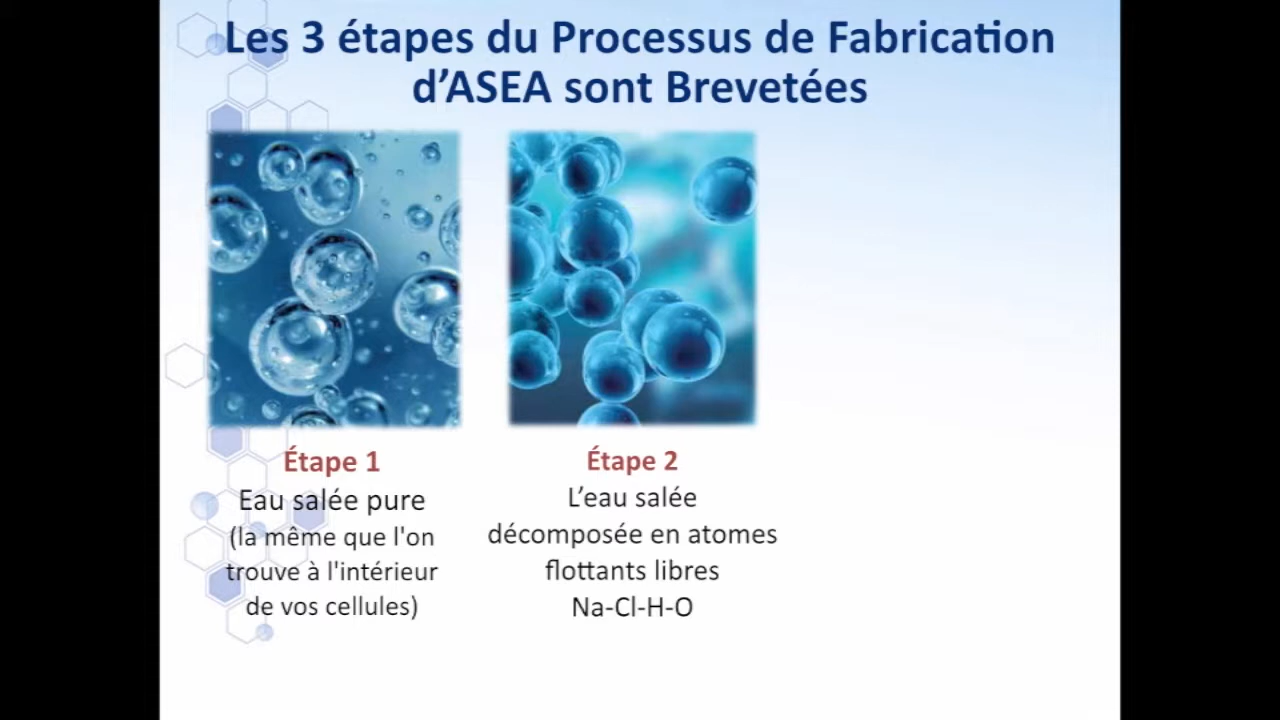 Les 3 étapes du Processus de Fabrication
d’ASEA sont Brevetées
Étape 1
Eau salée pure
(la même que l'on
trouve à l'intérieur
de vos cellules)
Étape 2
L’eau salée
décomposée en atomes
flottants libres
Na-Cl-H-O